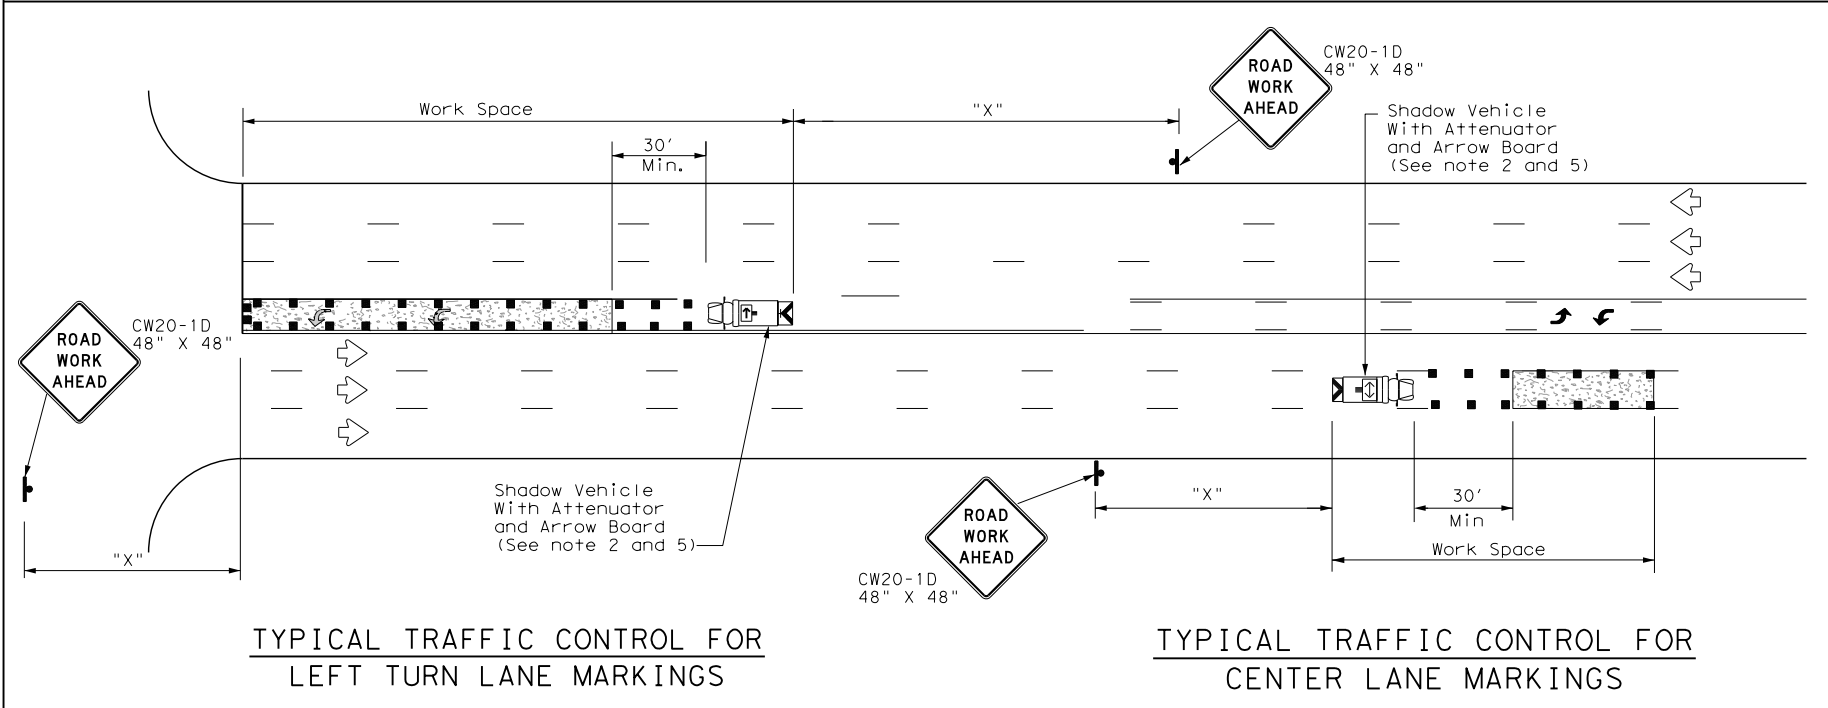 CW20-1D
48" X 48"
ROAD
WORK
AHEAD
Work Space
"X"
Shadow Vehicle
With Attenuator
and Arrow Board
(See note 2 and 5)
30'
Min.
CW20-1D
48" X 48"
ROAD
WORK
AHEAD
Shadow Vehicle
With Attenuator
and Arrow Board
(See note 2 and 5)
"X"
ROAD
WORK
AHEAD
CW20-1D
48" X 48"
"X"
30'
Min
Work Space
TYPICAL TRAFFIC CONTROL FOR
LEFT TURN LANE MARKINGS
TYPICAL TRAFFIC CONTROL FOR
CENTER LANE MARKINGS